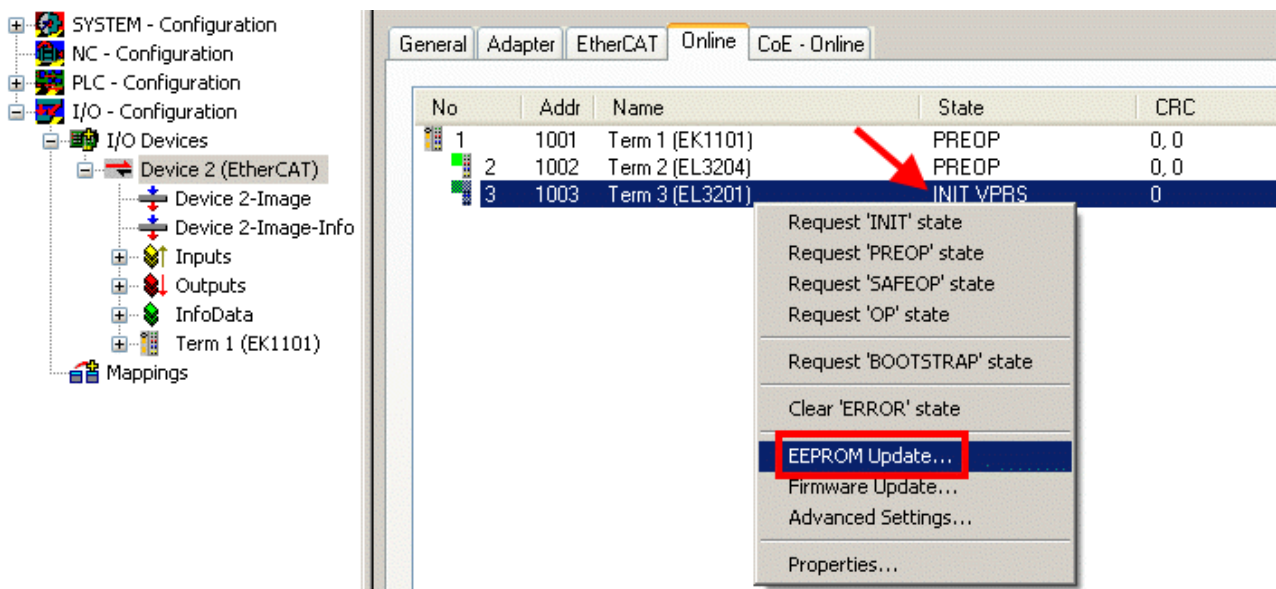 SYSTEM - Configuration
NC - Configuration
PLC - Configuration
I/O - Configuration
I/O Devices
Device 2 (EtherCAT)
Device 2-Image
Device 2-Image-Info
Inputs
Outputs
InfoData
Term 1 (EK1101)
Mappings
General Adapter EtherCAT Online CoE - Online
No Addr Name State CRC
1 1001 Term 1 (EK1101) PREOP 0, 0
2 1002 Term 2 (EL3204) PREOP 0, 0
3 1003 Term 3 (EL3201) INIT VPRS 0
Request 'INIT' state
Request 'PREOP' state
Request 'SAFEOP' state
Request 'OP' state
Request 'BOOTSTRAP' state
Clear 'ERROR' state
EEPROM Update...
Firmware Update...
Advanced Settings...
Properties...